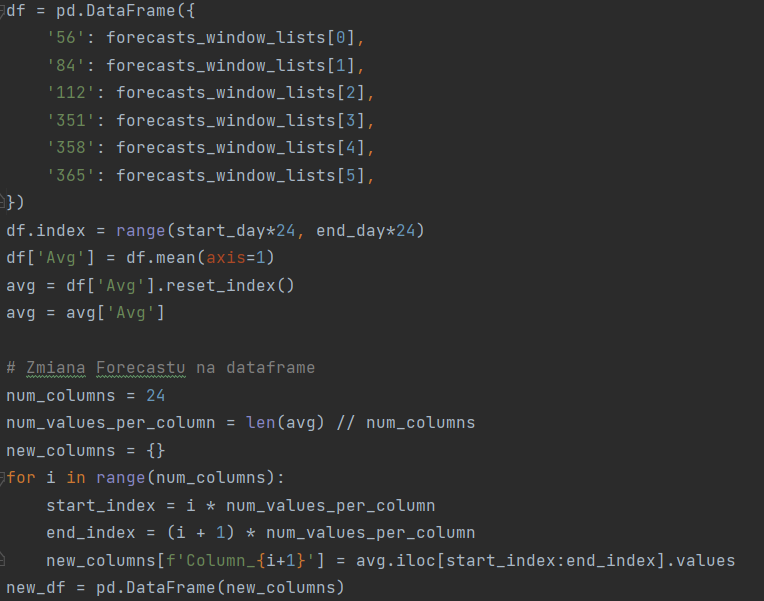 df = pd.DataFrame({
    '56': forecasts_window_lists[0],
    '84': forecasts_window_lists[1],
    '112': forecasts_window_lists[2],
    '351': forecasts_window_lists[3],
    '358': forecasts_window_lists[4],
    '365': forecasts_window_lists[5],
})
df.index = range(start_day*24, end_day*24)
df['Avg'] = df.mean(axis=1)
avg = df['Avg'].reset_index()
avg = avg['Avg']

# Zmiana Forecastu na dataframe
num_columns = 24
num_values_per_column = len(avg) // num_columns
new_columns = {}
for i in range(num_columns):
    start_index = i * num_values_per_column
    end_index = (i + 1) * num_values_per_column
    new_columns[f'Column_{i+1}'] = avg.iloc[start_index:end_index].values
new_df = pd.DataFrame(new_columns)